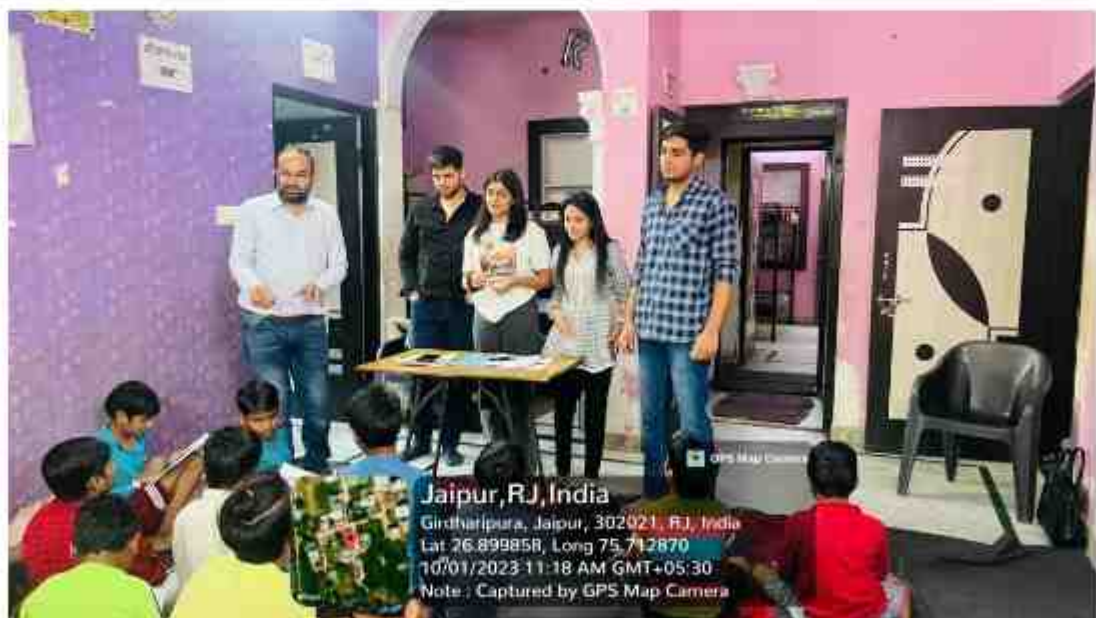 GPS Map Camera
Jaipur,RJ,India
Girdharipura, Jaipur, 302021, RJ, India
Lat 26.899858, Long 75.712870
10/01/2023 11:18 AM GMT+05:30
Note : Captured by GPS Map Camera